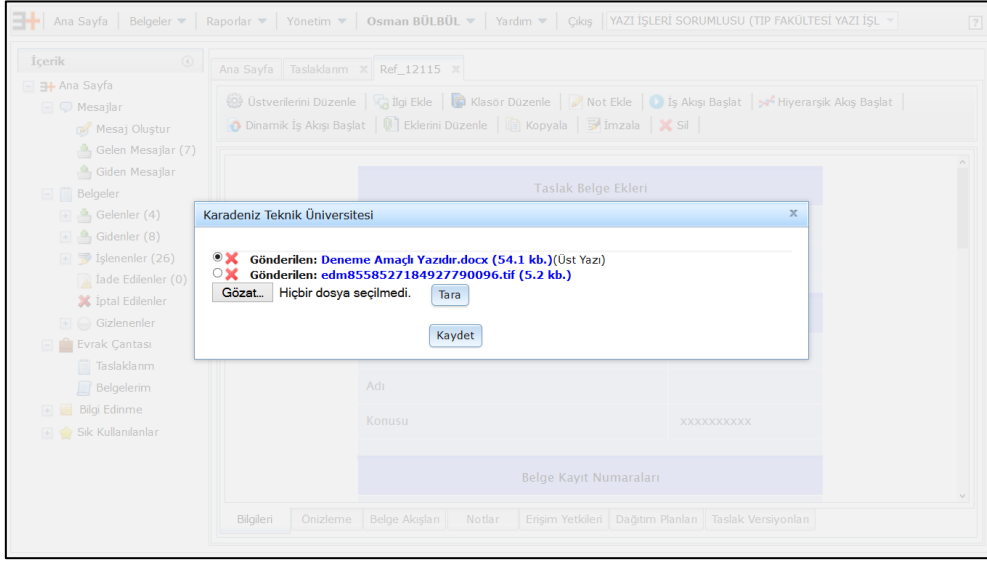 Ana Sayfa Belgeler Raporlar Yönetim Osman BÜLBÜL Yardım Çıkış YAZI İŞLERİ SORUMLUSU (TIP FAKÜLTESİ YAZI İŞL
İçerik
Ana Sayfa
Mesajlar
Mesaj Oluştur
Gelen Mesajlar (7)
Giden Mesajlar
Belgeler
Gelenler (4)
Gidenler (8)
İşlenenler (26)
İade Edilenler (0)
İptal Edilenler
Gizlenenler
Evrak Çantası
Taslaklarım
Belgelerim
Bilgi Edinme
Sık Kullanılanlar
Ana Sayfa Taslaklarım x Ref_12115 x
Üstverilerini Düzenle İlgi Ekle Klasör Düzenle Not Ekle İş Akışı Başlat Hiyerarşik Akış Başlat
Dinamik İş Akışı Başlat Eklerini Düzenle Kopyala İmzala Sil
Taslak Belge Ekleri
Karadeniz Teknik Üniversitesi x
Gönderilen: Deneme Amaçlı Yazıdır.docx (54.1 kb.)(Üst Yazı)
Gönderilen: edm8558527184927790096.tif (5.2 kb.)
Gözat... Hiçbir dosya seçilmedi. Tara
Kaydet
Adı
Konusu xxxxxxxxxx
Belge Kayıt Numaraları
Bilgileri Önizleme Belge Akışları Notlar Erişim Yetkileri Dağıtım Planları Taslak Versiyonları